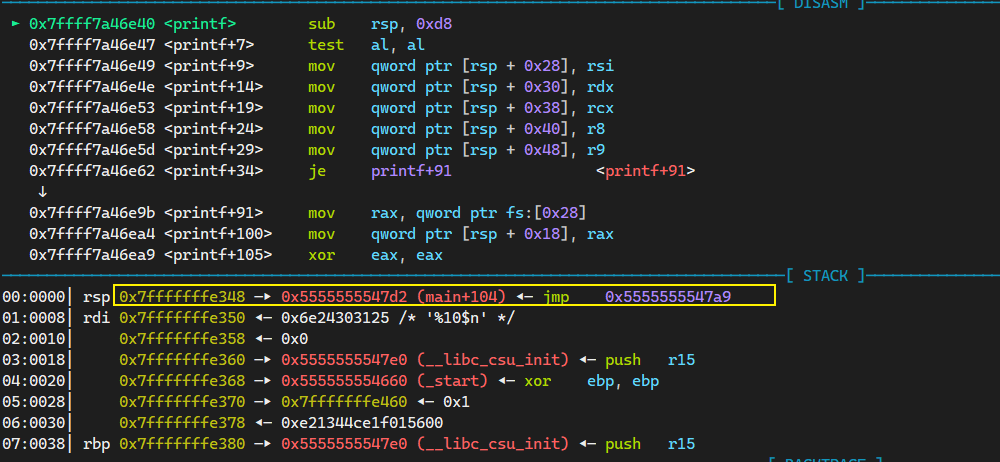 [ DISASM ]
► 0x7ffff7a46e40 <printf> sub rsp, 0xd8
0x7ffff7a46e47 <printf+7> test al, al
0x7ffff7a46e49 <printf+9> mov qword ptr [rsp + 0x28], rsi
0x7ffff7a46e4e <printf+14> mov qword ptr [rsp + 0x30], rdx
0x7ffff7a46e53 <printf+19> mov qword ptr [rsp + 0x38], rcx
0x7ffff7a46e58 <printf+24> mov qword ptr [rsp + 0x40], r8
0x7ffff7a46e5d <printf+29> mov qword ptr [rsp + 0x48], r9
0x7ffff7a46e62 <printf+34> je printf+91 <printf+91>
↓
0x7ffff7a46e9b <printf+91> mov rax, qword ptr fs:[0x28]
0x7ffff7a46ea4 <printf+100> mov qword ptr [rsp + 0x18], rax
0x7ffff7a46ea9 <printf+105> xor eax, eax
[ STACK ]
00:0000│ rsp 0x7fffffffe348 —▸ 0x5555555547d2 (main+104) ◂— jmp 0x5555555547a9
01:0008│ rdi 0x7fffffffe350 ◂— 0x6e24303125 /* '%10$n' */
02:0010│ 0x7fffffffe358 ◂— 0x0
03:0018│ 0x7fffffffe360 —▸ 0x5555555547e0 (__libc_csu_init) ◂— push r15
04:0020│ 0x7fffffffe368 —▸ 0x555555554660 (_start) ◂— xor ebp, ebp
05:0028│ 0x7fffffffe370 —▸ 0x7fffffffe460 ◂— 0x1
06:0030│ 0x7fffffffe378 ◂— 0xe21344ce1f015600
07:0038│ rbp 0x7fffffffe380 —▸ 0x5555555547e0 (__libc_csu_init) ◂— push r15
[ BACKTRACE ]